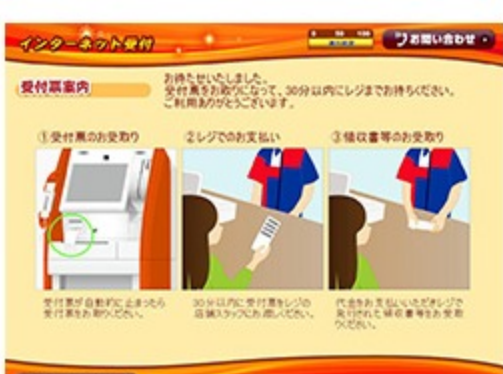 インターネット受付
0 50 100
お問い合わせ
受付票案内
お待たせいたしました。
受付票をお取りになって、30分以内にレジまでお持ちください。
ご利用ありがとうございます。
①受付票のお受取り
②レジでのお支払い
③領収書等のお受取り
受付票が自動的に止まったら
受付票をお取りください。
30分以内に受付票をレジの
店舗スタッフにお渡しください。
代金をお支払いいただきレジで
発行された領収書等をお受取
りください。